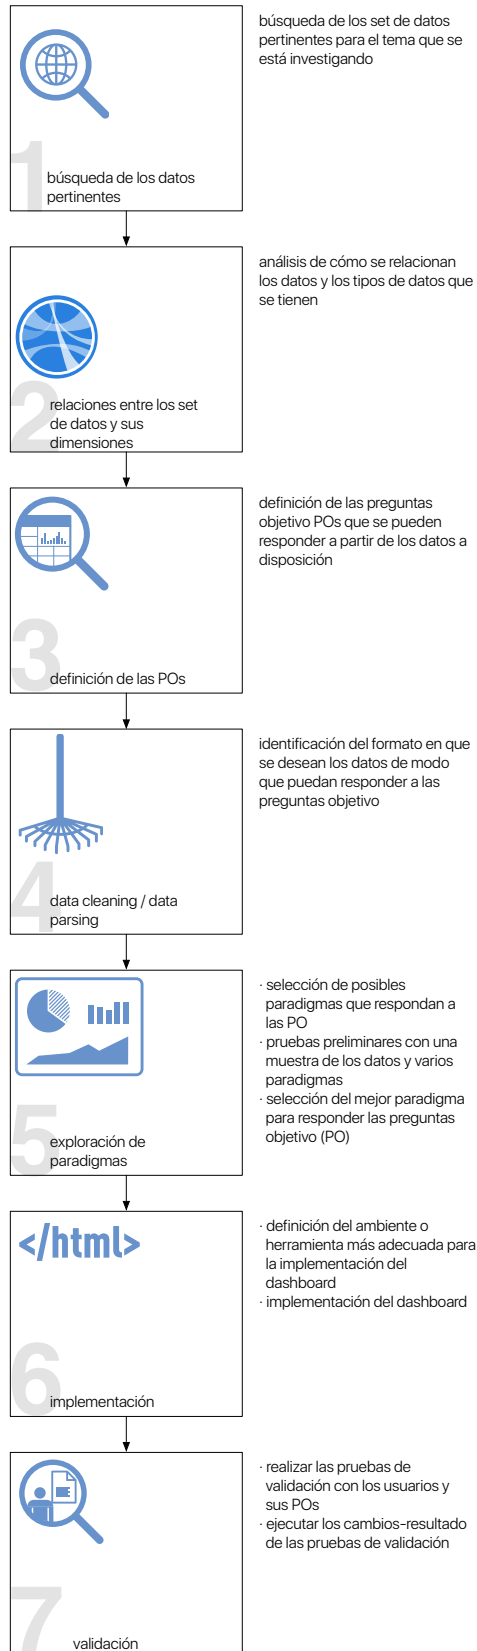 búsqueda de los set de datos
pertinentes para el tema que se
está investigando
1
búsqueda de los datos
pertinentes
análisis de cómo se relacionan
los datos y los tipos de datos que
se tienen
2
relaciones entre los set
de datos y sus
dimensiones
definición de las preguntas
objetivo POs que se pueden
responder a partir de los datos a
disposición
3
definición de las POs
identificación del formato en que
se desean los datos de modo
que puedan responder a las
preguntas objetivo
4
data cleaning / data
parsing
· selección de posibles
paradigmas que respondan a
las PO
· pruebas preliminares con una
muestra de los datos y varios
paradigmas
· selección del mejor paradigma
para responder las preguntas
objetivo (PO)
5
exploración de
paradigmas
</html>
· definición del ambiente o
herramienta más adecuada para
la implementación del
dashboard
· implementación del dashboard
6
implementación
· realizar las pruebas de
validación con los usuarios y
sus POs
· ejecutar los cambios-resultado
de las pruebas de validación
7
validación